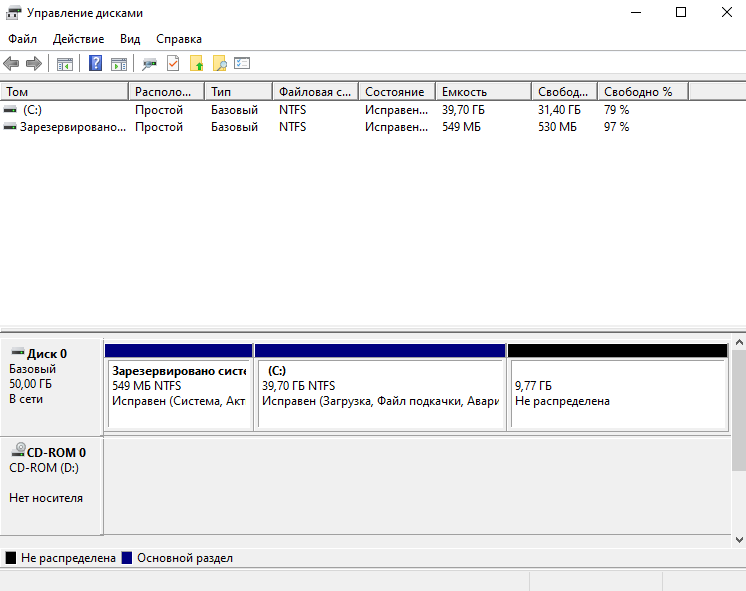 Управление дисками
Файл Действие Вид Справка
Том Располо... Тип Файловая с... Состояние Емкость Свобод... Свободно %
(C:) Простой Базовый NTFS Исправен... 39,70 ГБ 31,40 ГБ 79 %
Зарезервировано... Простой Базовый NTFS Исправен... 549 МБ 530 МБ 97 %
Диск 0
Базовый
50,00 ГБ
В сети
Зарезервировано систе
549 МБ NTFS
Исправен (Система, Акт
(C:)
39,70 ГБ NTFS
Исправен (Загрузка, Файл подкачки, Авари
9,77 ГБ
Не распределена
CD-ROM 0
CD-ROM (D:)
Нет носителя
Не распределена Основной раздел